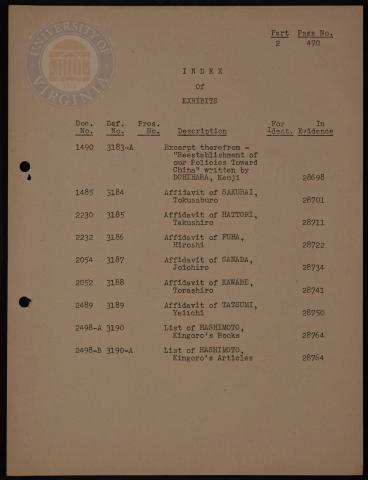 UNIVERSITY OF VIRGINIA
Part Page No.
2 470
I N D E X
Of
EXHIBITS
Doc. Def. Pros. For In
No. No. No. Description Ident. Evidence
1490 3183-A Excerpt therefrom -
"Reestablishment of
our Policies Toward
China" written by
DOHIHARA, Kenji 28698
1485 3184 Affidavit of SAKURAI,
Tokutaro 28701
2230 3185 Affidavit of HATTORI,
Takushiro 28711
2232 3186 Affidavit of FUHA,
Hiroshi 28722
2054 3187 Affidavit of SANADA,
Joichiro 28734
2052 3188 Affidavit of KAWABE,
Torashiro 28741
2489 3189 Affidavit of TATSUMI,
Yeiichi 28750
2498-A 3190 List of HASHIMOTO,
Kingoro's Books 28764
2498-B 3190-A List of HASHIMOTO,
Kingoro's Articles 28764